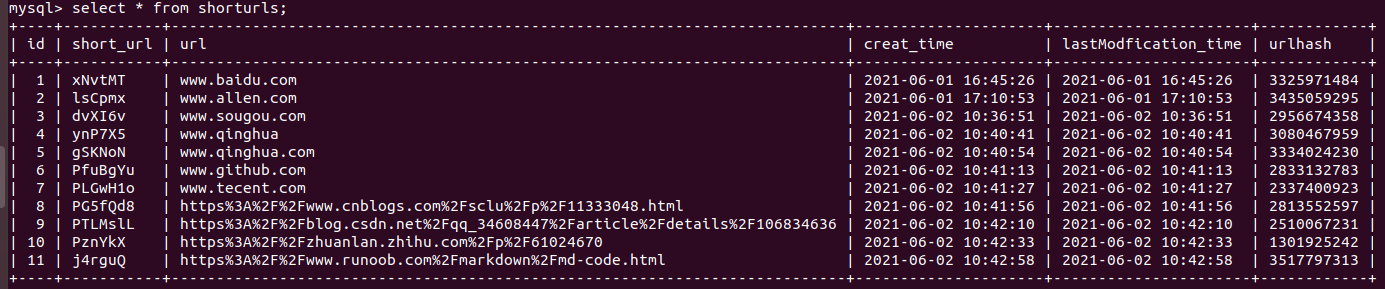 mysql> select * from shorturls;
+----+-----------+--------------------------------------------------------------------------+---------------------+----------------------+------------+
| id | short_url | url | creat_time | lastModfication_time | urlhash |
+----+-----------+--------------------------------------------------------------------------+---------------------+----------------------+------------+
| 1 | xNvtMT | www.baidu.com | 2021-06-01 16:45:26 | 2021-06-01 16:45:26 | 3325971484 |
| 2 | lsCpmx | www.allen.com | 2021-06-01 17:10:53 | 2021-06-01 17:10:53 | 3435059295 |
| 3 | dvXI6v | www.sougou.com | 2021-06-02 10:36:51 | 2021-06-02 10:36:51 | 2956674358 |
| 4 | ynP7X5 | www.qinghua | 2021-06-02 10:40:41 | 2021-06-02 10:40:41 | 3080467959 |
| 5 | gSKNoN | www.qinghua.com | 2021-06-02 10:40:54 | 2021-06-02 10:40:54 | 3334024230 |
| 6 | PfuBgYu | www.github.com | 2021-06-02 10:41:13 | 2021-06-02 10:41:13 | 2833132783 |
| 7 | PLGwH1o | www.tecent.com | 2021-06-02 10:41:27 | 2021-06-02 10:41:27 | 2337400923 |
| 8 | PG5fQd8 | https%3A%2F%2Fwww.cnblogs.com%2Fsclu%2Fp%2F11333048.html | 2021-06-02 10:41:56 | 2021-06-02 10:41:56 | 2813552597 |
| 9 | PTLMslL | https%3A%2F%2Fblog.csdn.net%2Fqq_34608447%2Farticle%2Fdetails%2F106834636 | 2021-06-02 10:42:10 | 2021-06-02 10:42:10 | 2510067231 |
| 10 | PznYkX | https%3A%2F%2Fzhuanlan.zhihu.com%2Fp%2F61024670 | 2021-06-02 10:42:33 | 2021-06-02 10:42:33 | 1301925242 |
| 11 | j4rguQ | https%3A%2F%2Fwww.runoob.com%2Fmarkdown%2Fmd-code.html | 2021-06-02 10:42:58 | 2021-06-02 10:42:58 | 3517797313 |
+----+-----------+--------------------------------------------------------------------------+---------------------+----------------------+------------+